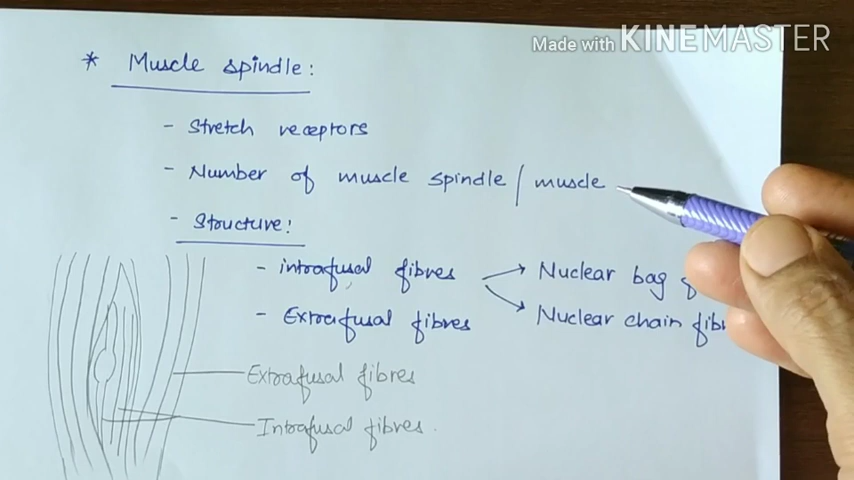 Made with KINEMASTER
* Muscle spindle:
- Stretch receptors
- Number of muscle spindle / muscle
- Structure:
- intrafusal fibres → Nuclear bag
- Extrafusal fibres → Nuclear chain
Extrafusal fibres
Intrafusal fibres.